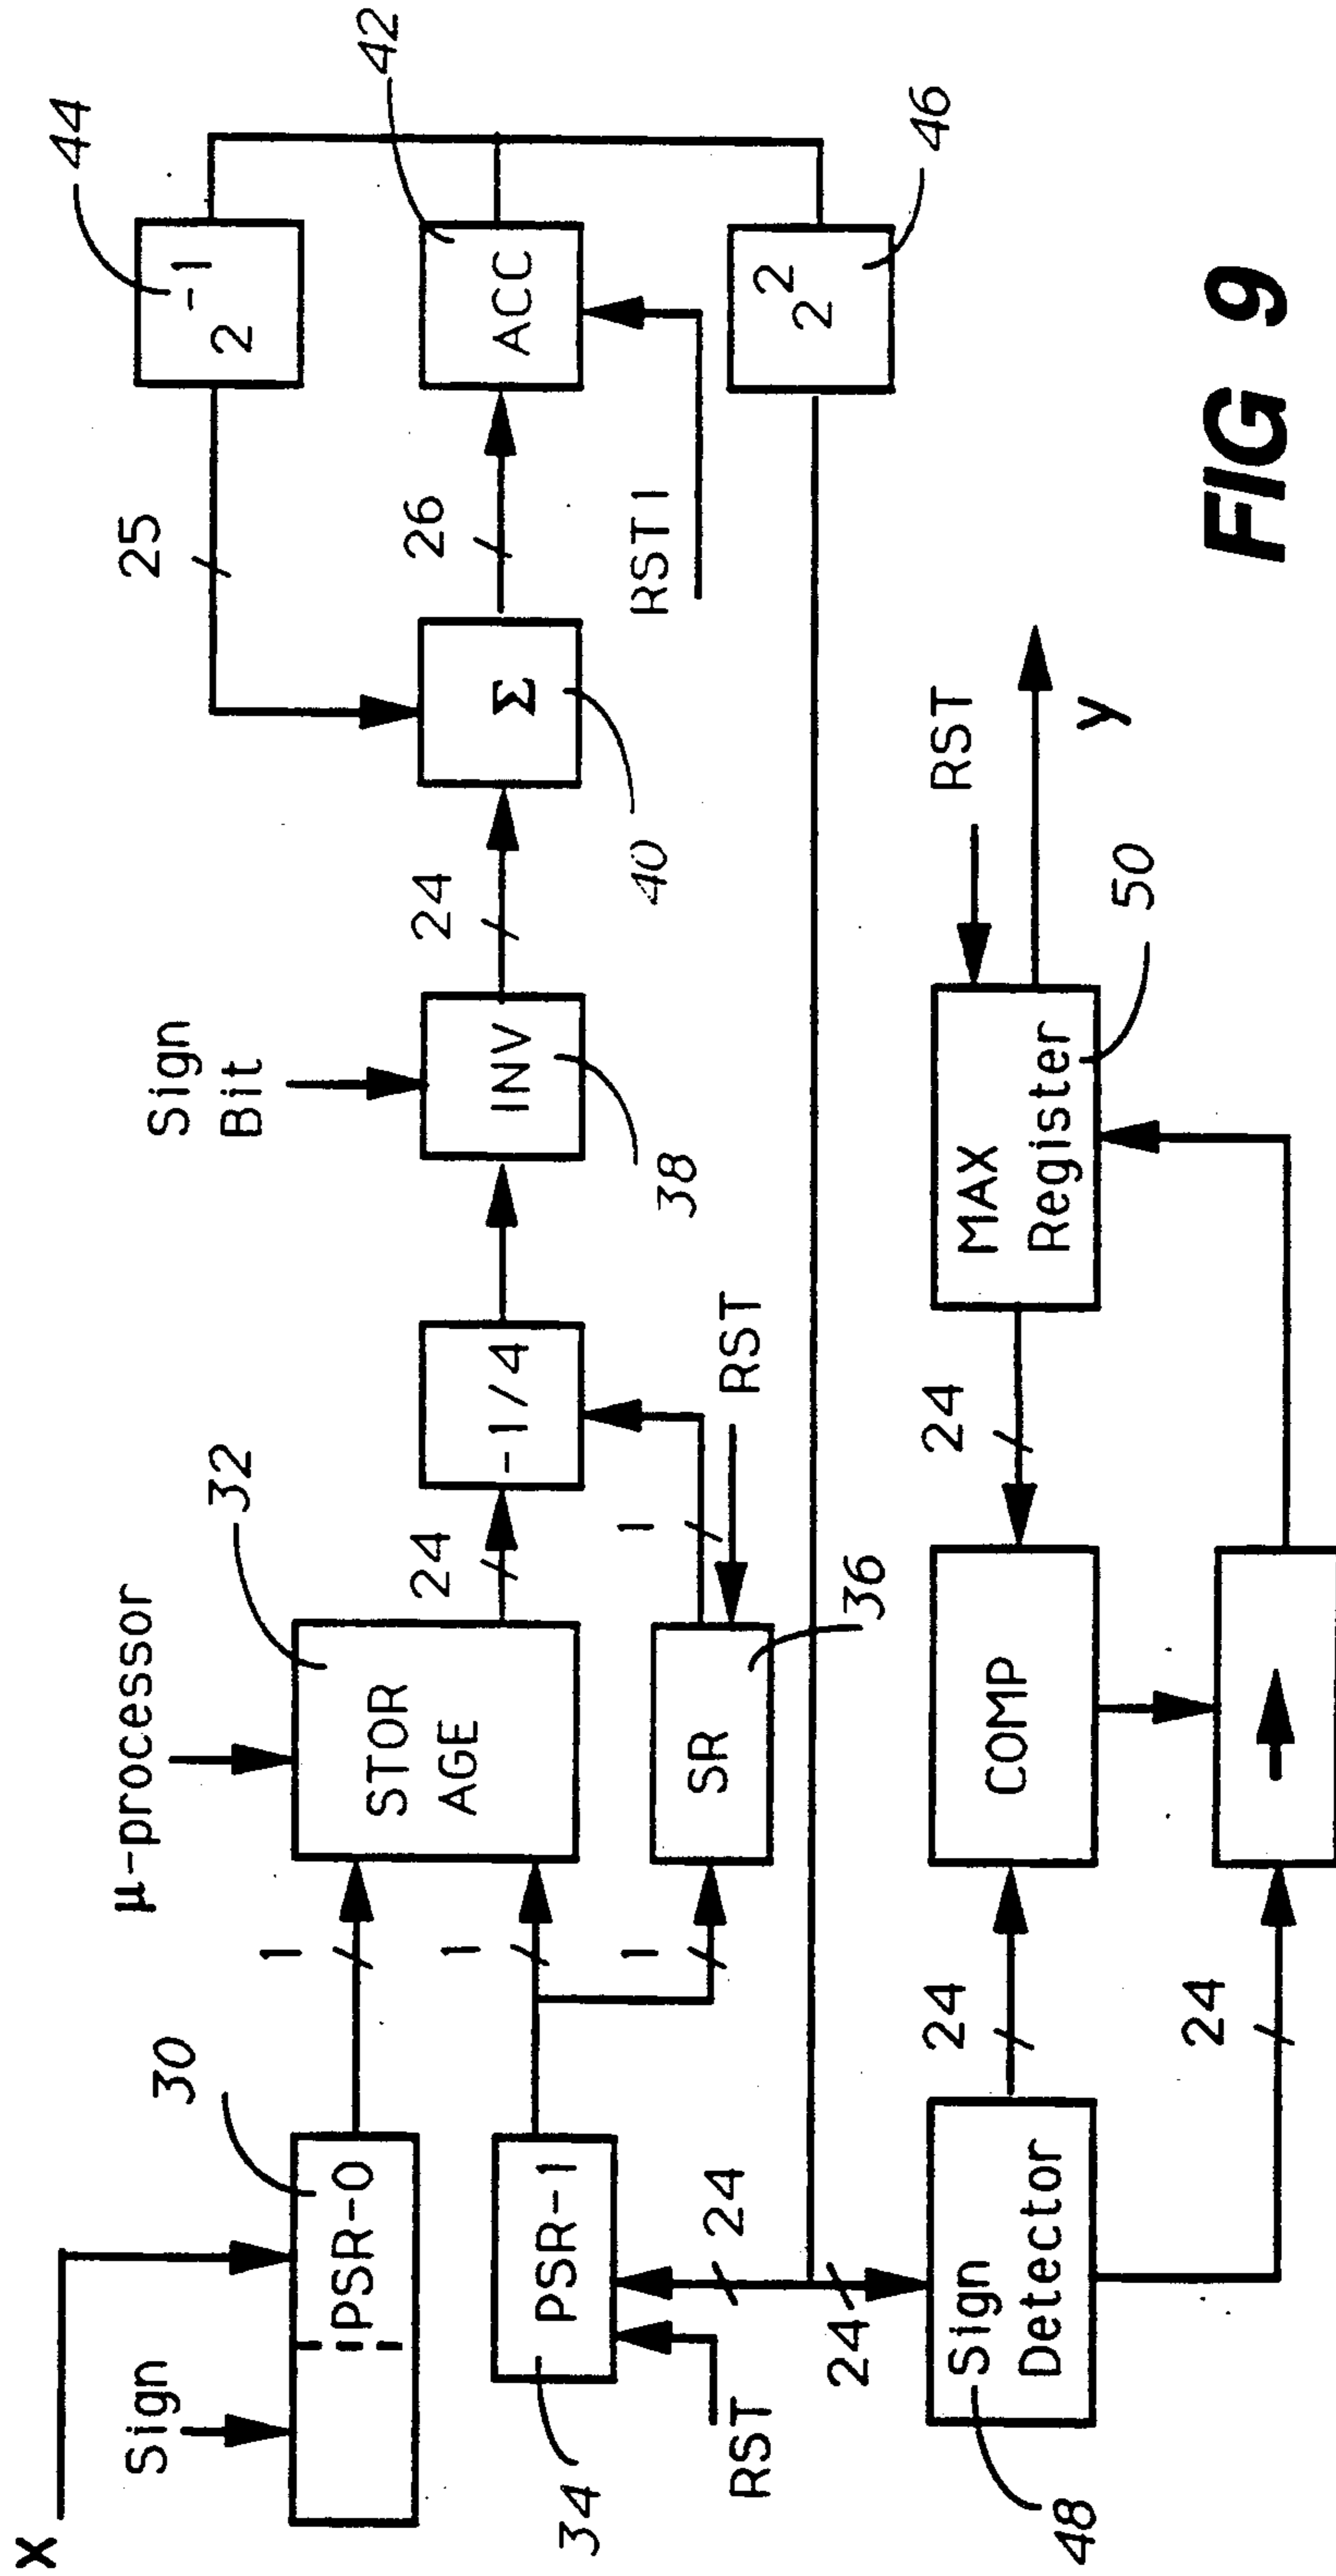 X
Sign
PSR-0
30
1
μ-processor
STOR
AGE
32
24
-1/4
Sign
Bit
INV
38
24
Σ
40
25
2-1
44
26
ACC
42
RST1
2 2
46
PSR-1
34
RST
1
1
SR
36
1
RST
24
24
Sign
Detector
48
24
24
COMP
24
MAX
Register
50
RST
y
FIG 9